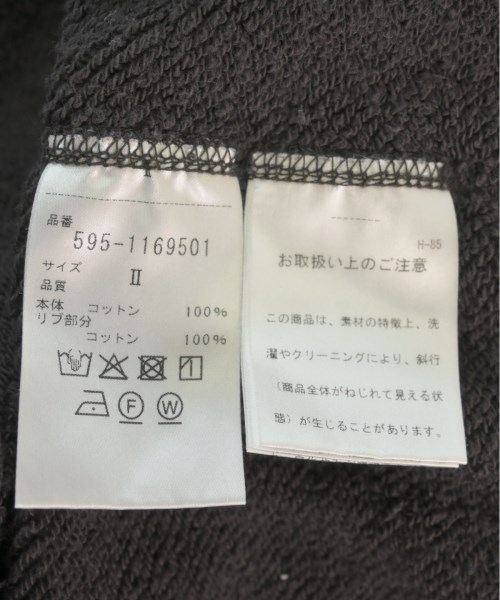 品番
595-1169501
サイズ
II
品質
本体 コットン 100%
リブ部分
コットン 100%
F W
H-85
お取扱い上のご注意
この商品は、素材の特徴上、洗
濯やクリーニングにより、斜行
（商品全体がねじれて見える状
態）が生じることがあります。